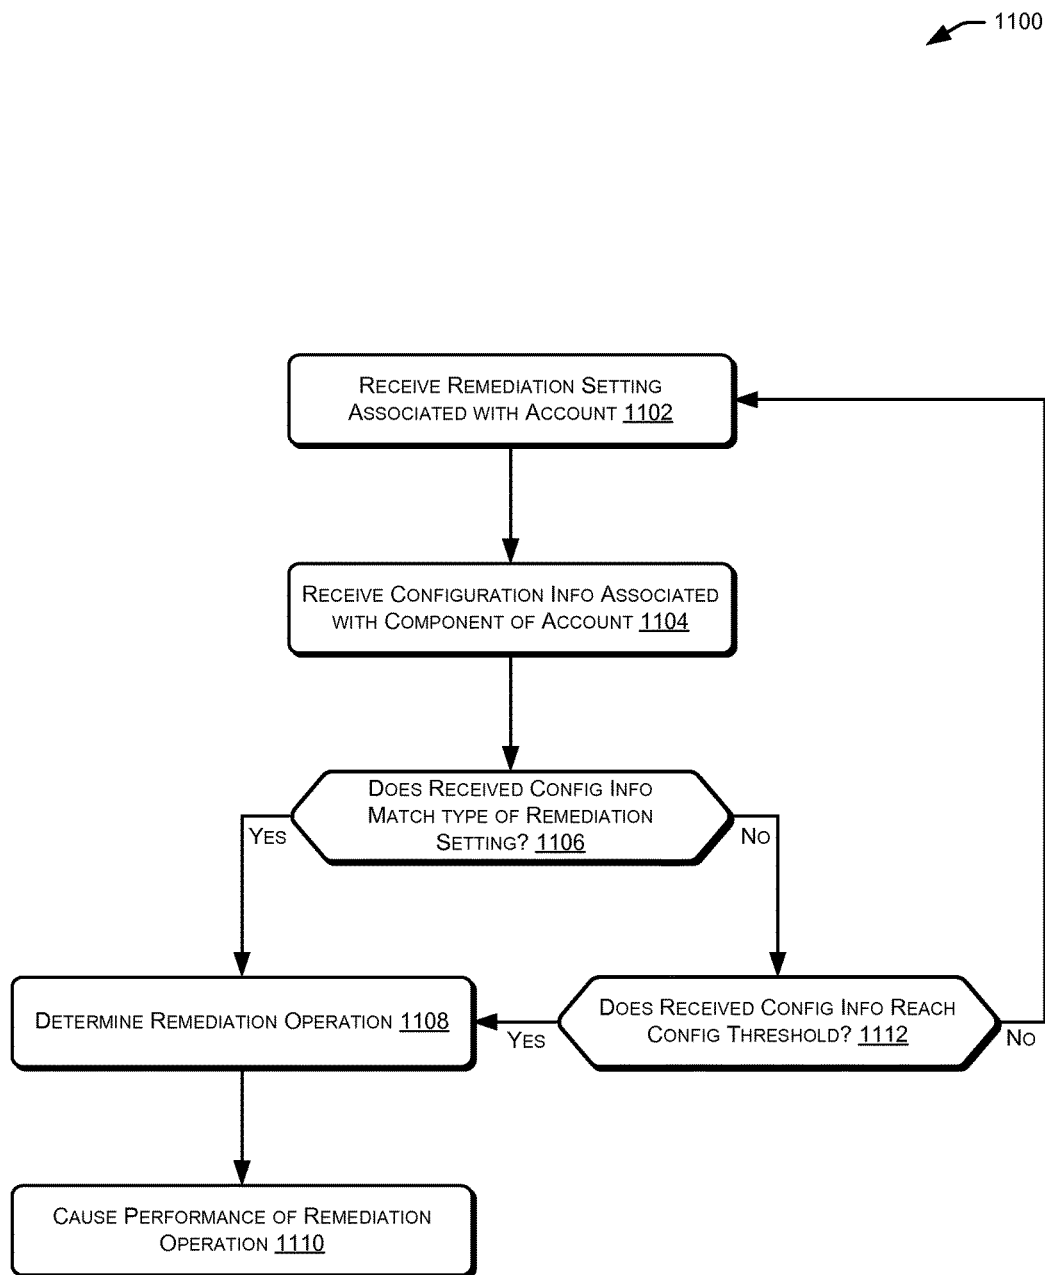 1100
RECEIVE REMEDIATION SETTING
ASSOCIATED WITH ACCOUNT 1102
RECEIVE CONFIGURATION INFO ASSOCIATED
WITH COMPONENT OF ACCOUNT 1104
DOES RECEIVED CONFIG INFO
MATCH TYPE OF REMEDIATION
SETTING? 1106
YES
NO
DETERMINE REMEDIATION OPERATION 1108
YES
DOES RECEIVED CONFIG INFO REACH
CONFIG THRESHOLD? 1112
NO
CAUSE PERFORMANCE OF REMEDIATION
OPERATION 1110